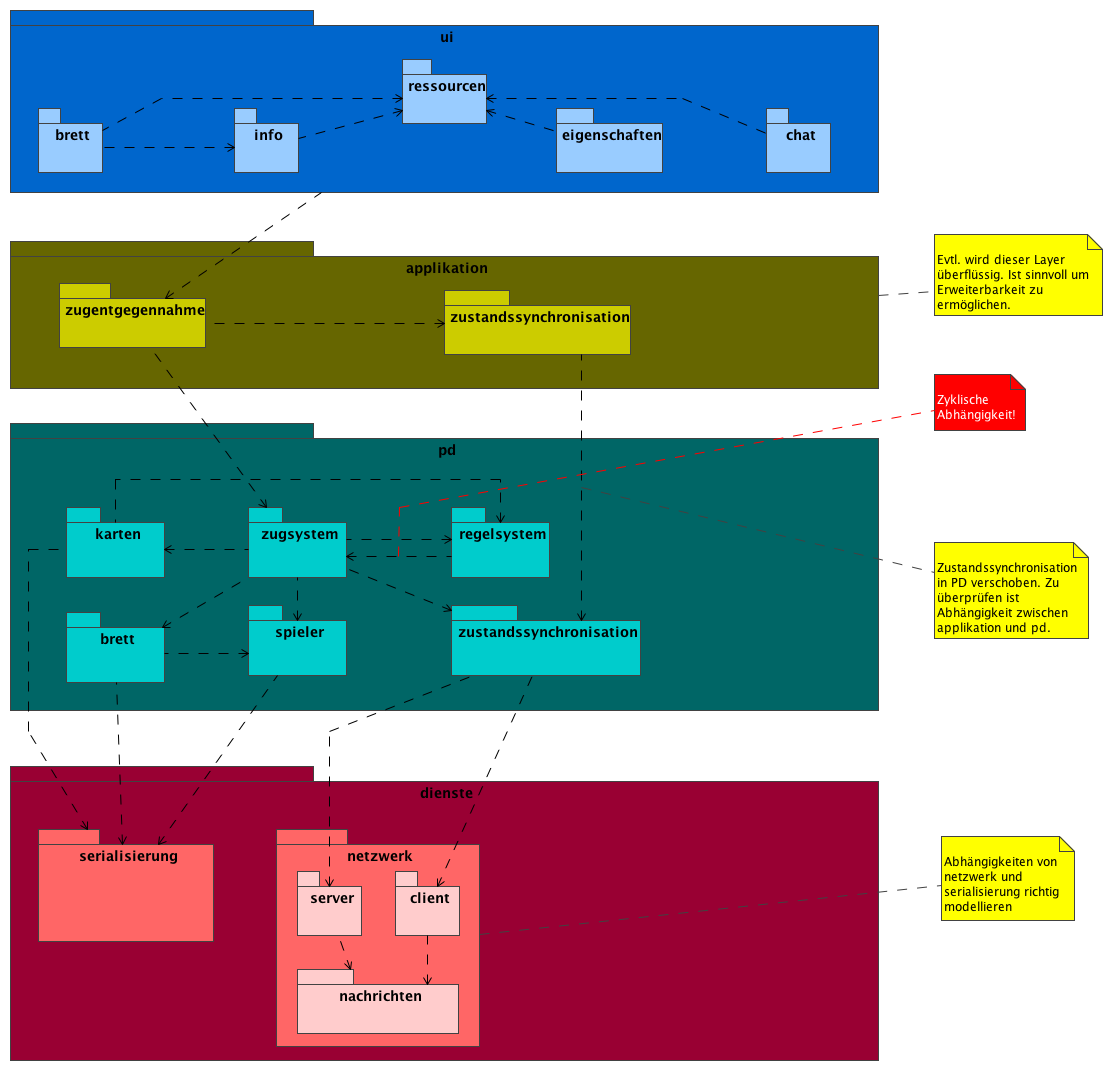 ui
ressourcen
brett
info
eigenschaften
chat
applikation
zugentgegennahme
zustandssynchronisation
Evtl. wird dieser Layer
überflüssig. Ist sinnvoll um
Erweiterbarkeit zu
ermöglichen.
Zyklische
Abhängigkeit!
pd
karten
zugsystem
regelsystem
brett
spieler
zustandssynchronisation
Zustandssynchronisation
in PD verschoben. Zu
überprüfen ist
Abhängigkeit zwischen
applikation und pd.
dienste
serialisierung
netzwerk
server
client
nachrichten
Abhängigkeiten von
netzwerk und
serialisierung richtig
modellieren